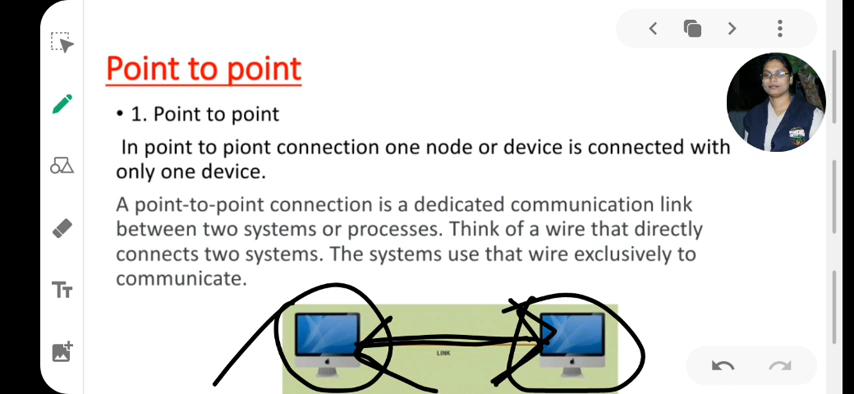 Point to point
• 1. Point to point
In point to piont connection one node or device is connected with
only one device.
A point-to-point connection is a dedicated communication link
between two systems or processes. Think of a wire that directly
connects two systems. The systems use that wire exclusively to
communicate.
LINK